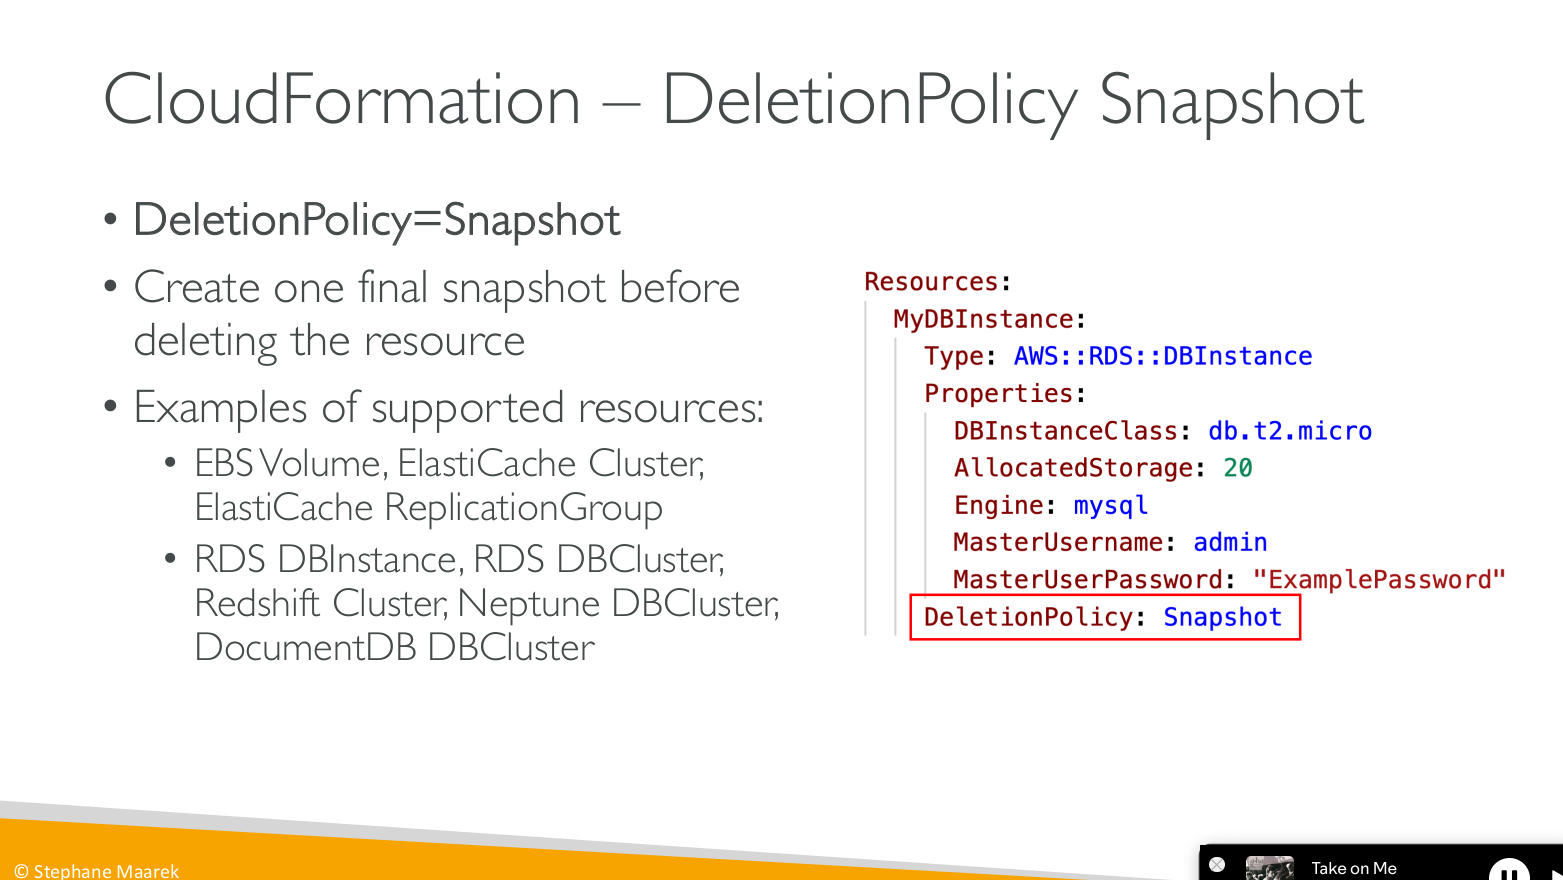 CloudFormation – DeletionPolicy Snapshot
• DeletionPolicy=Snapshot
• Create one final snapshot before
deleting the resource
• Examples of supported resources:
• EBS Volume, ElastiCache Cluster,
ElastiCache ReplicationGroup
• RDS DBInstance, RDS DBCluster,
Redshift Cluster, Neptune DBCluster,
DocumentDB DBCluster
Resources:
MyDBInstance:
Type: AWS::RDS::DBInstance
Properties:
DBInstanceClass: db.t2.micro
AllocatedStorage: 20
Engine: mysql
MasterUsername: admin
MasterUserPassword: "ExamplePassword"
DeletionPolicy: Snapshot
© Stephane Maarek
Take on Me